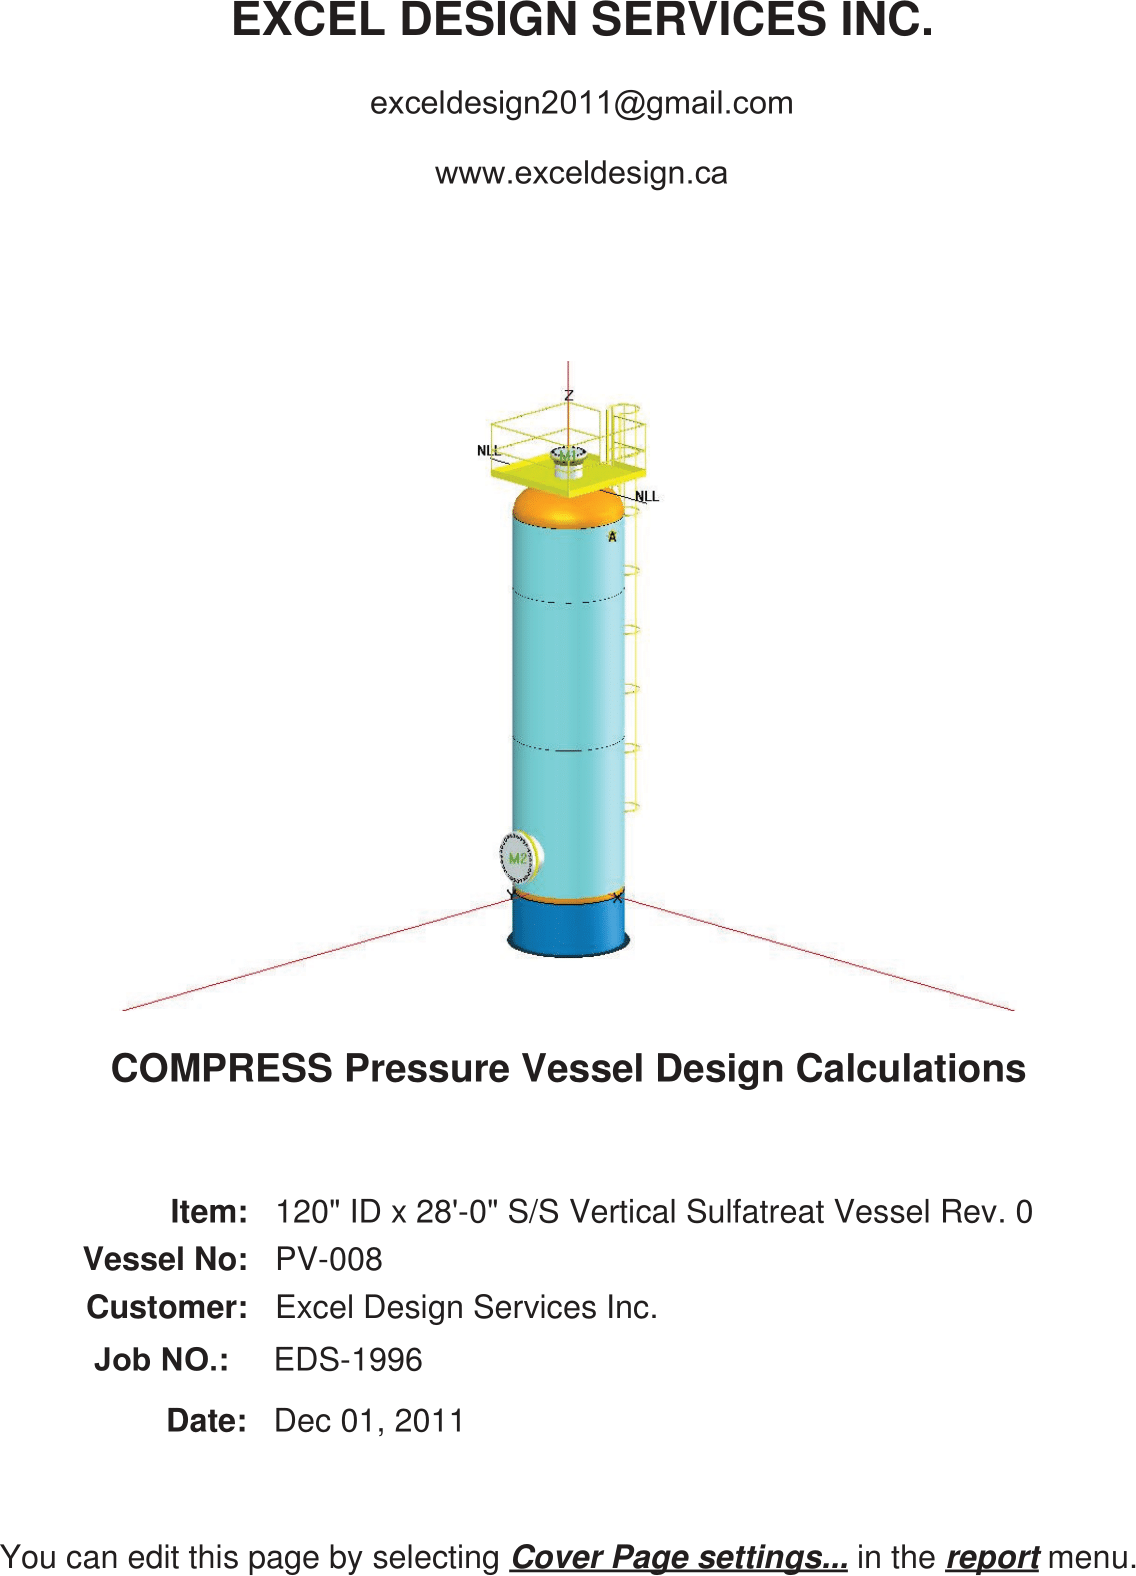 EXCEL DESIGN SERVICES INC.
exceldesign2011@gmail.com
www.exceldesign.ca
Z
NLL
M1
NLL
A
M2
Y
X
COMPRESS Pressure Vessel Design Calculations
Item: 120" ID x 28'-0" S/S Vertical Sulfatreat Vessel Rev. 0
Vessel No: PV-008
Customer: Excel Design Services Inc.
Job NO.: EDS-1996
Date: Dec 01, 2011
You can edit this page by selecting Cover Page settings... in the report menu.